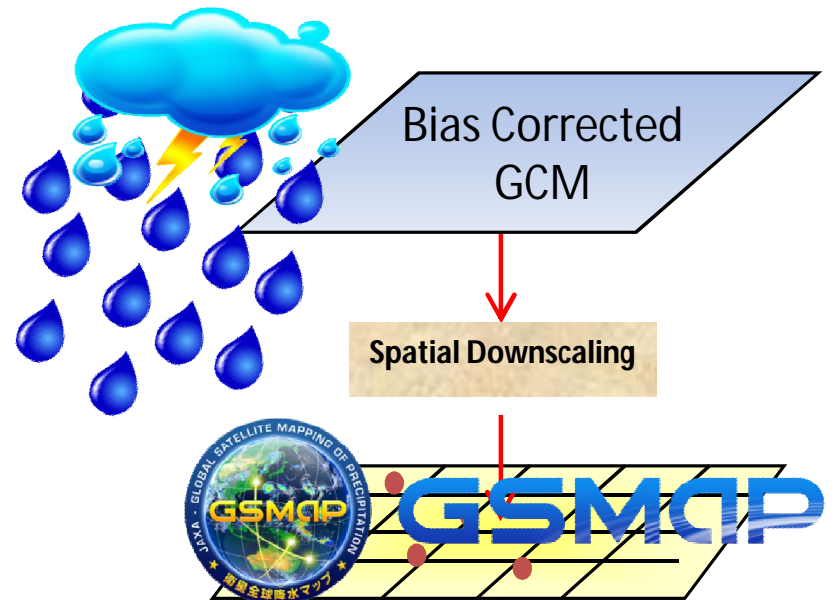 Bias Corrected
GCM
Spatial Downscaling
JAXA - GLOBAL SATELLITE MAPPING OF PRECIPITATION
GSMaP
衛星全球降水マップ
GSMaP